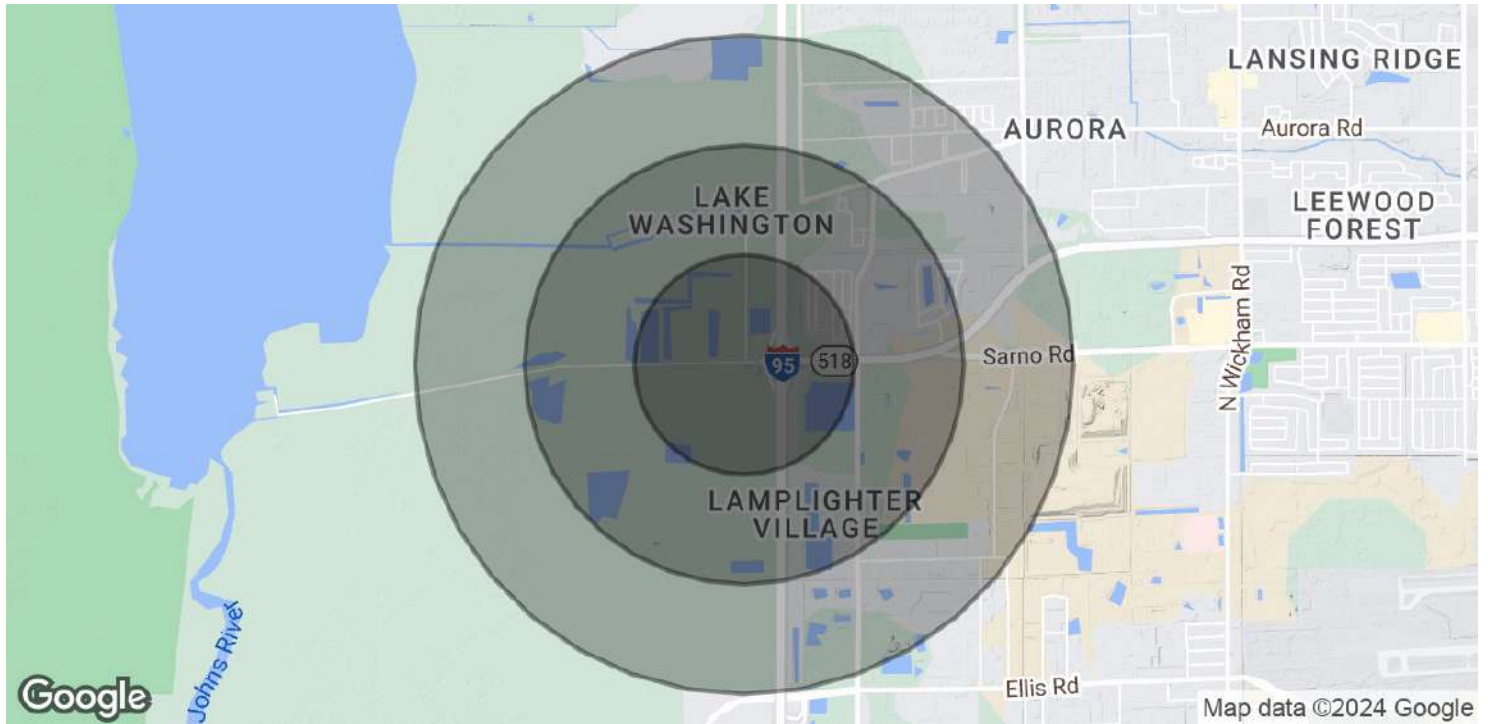 LANSING RIDGE
AURORA
Aurora Rd
LAKE
WASHINGTON
LEEWOOD
FOREST
N Wickham Rd
95
518
Sarno Rd
LAMPLIGHTER
VILLAGE
Johns River
Ellis Rd
Google
Map data ©2024 Google